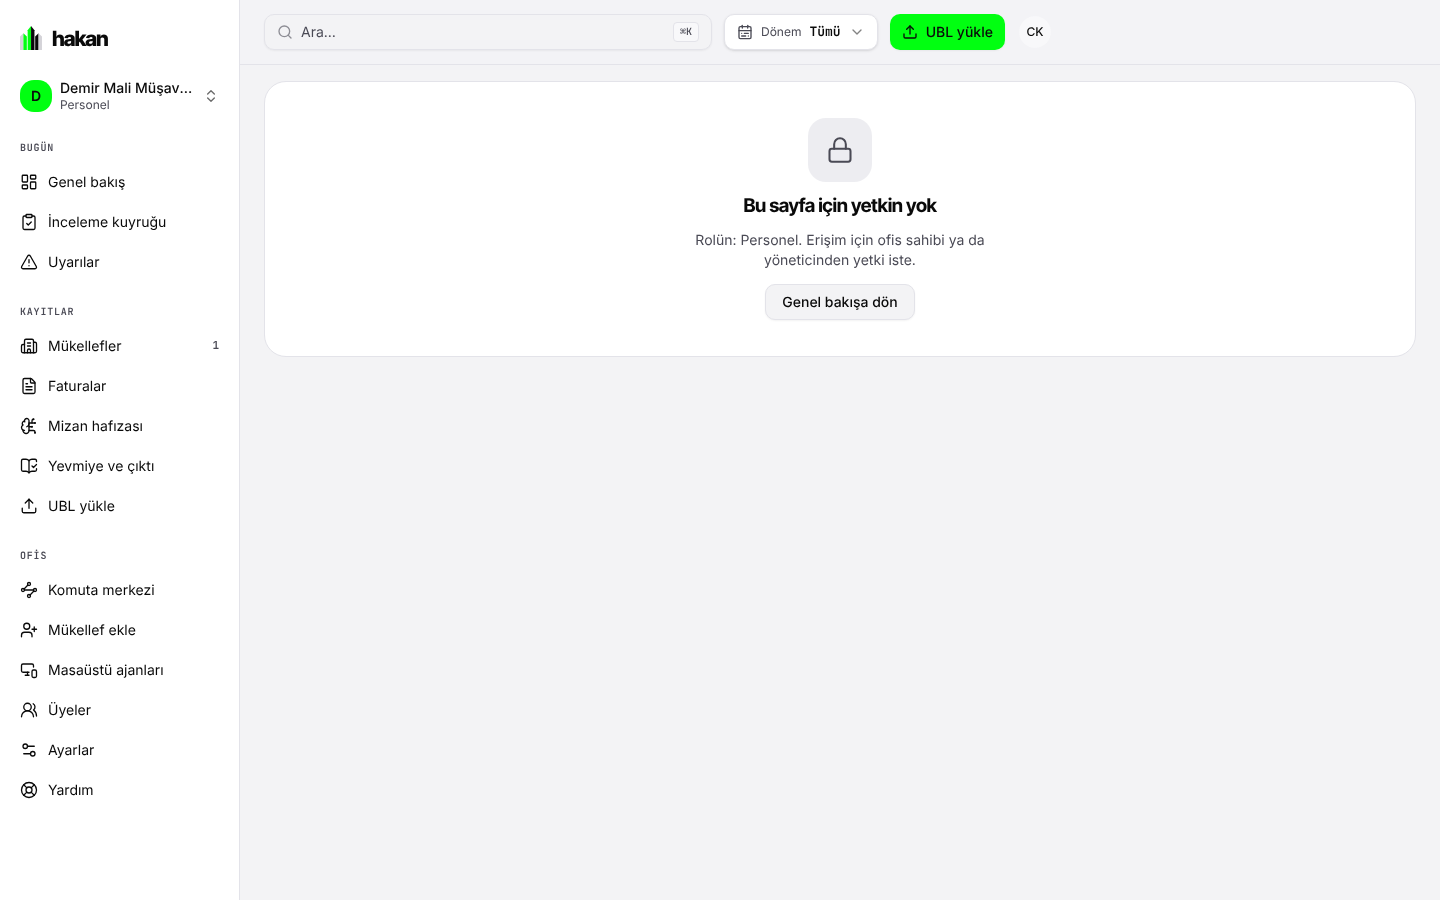 hakan
Ara...
⌘K
Dönem Tümü
UBL yükle
CK
D
Demir Mali Müşav...
Personel
BUGÜN
Genel bakış
İnceleme kuyruğu
Uyarılar
KAYITLAR
Mükellefler 1
Faturalar
Mizan hafızası
Yevmiye ve çıktı
UBL yükle
OFİS
Komuta merkezi
Mükellef ekle
Masaüstü ajanları
Üyeler
Ayarlar
Yardım
Bu sayfa için yetkin yok
Rolün: Personel. Erişim için ofis sahibi ya da
yöneticinden yetki iste.
Genel bakışa dön